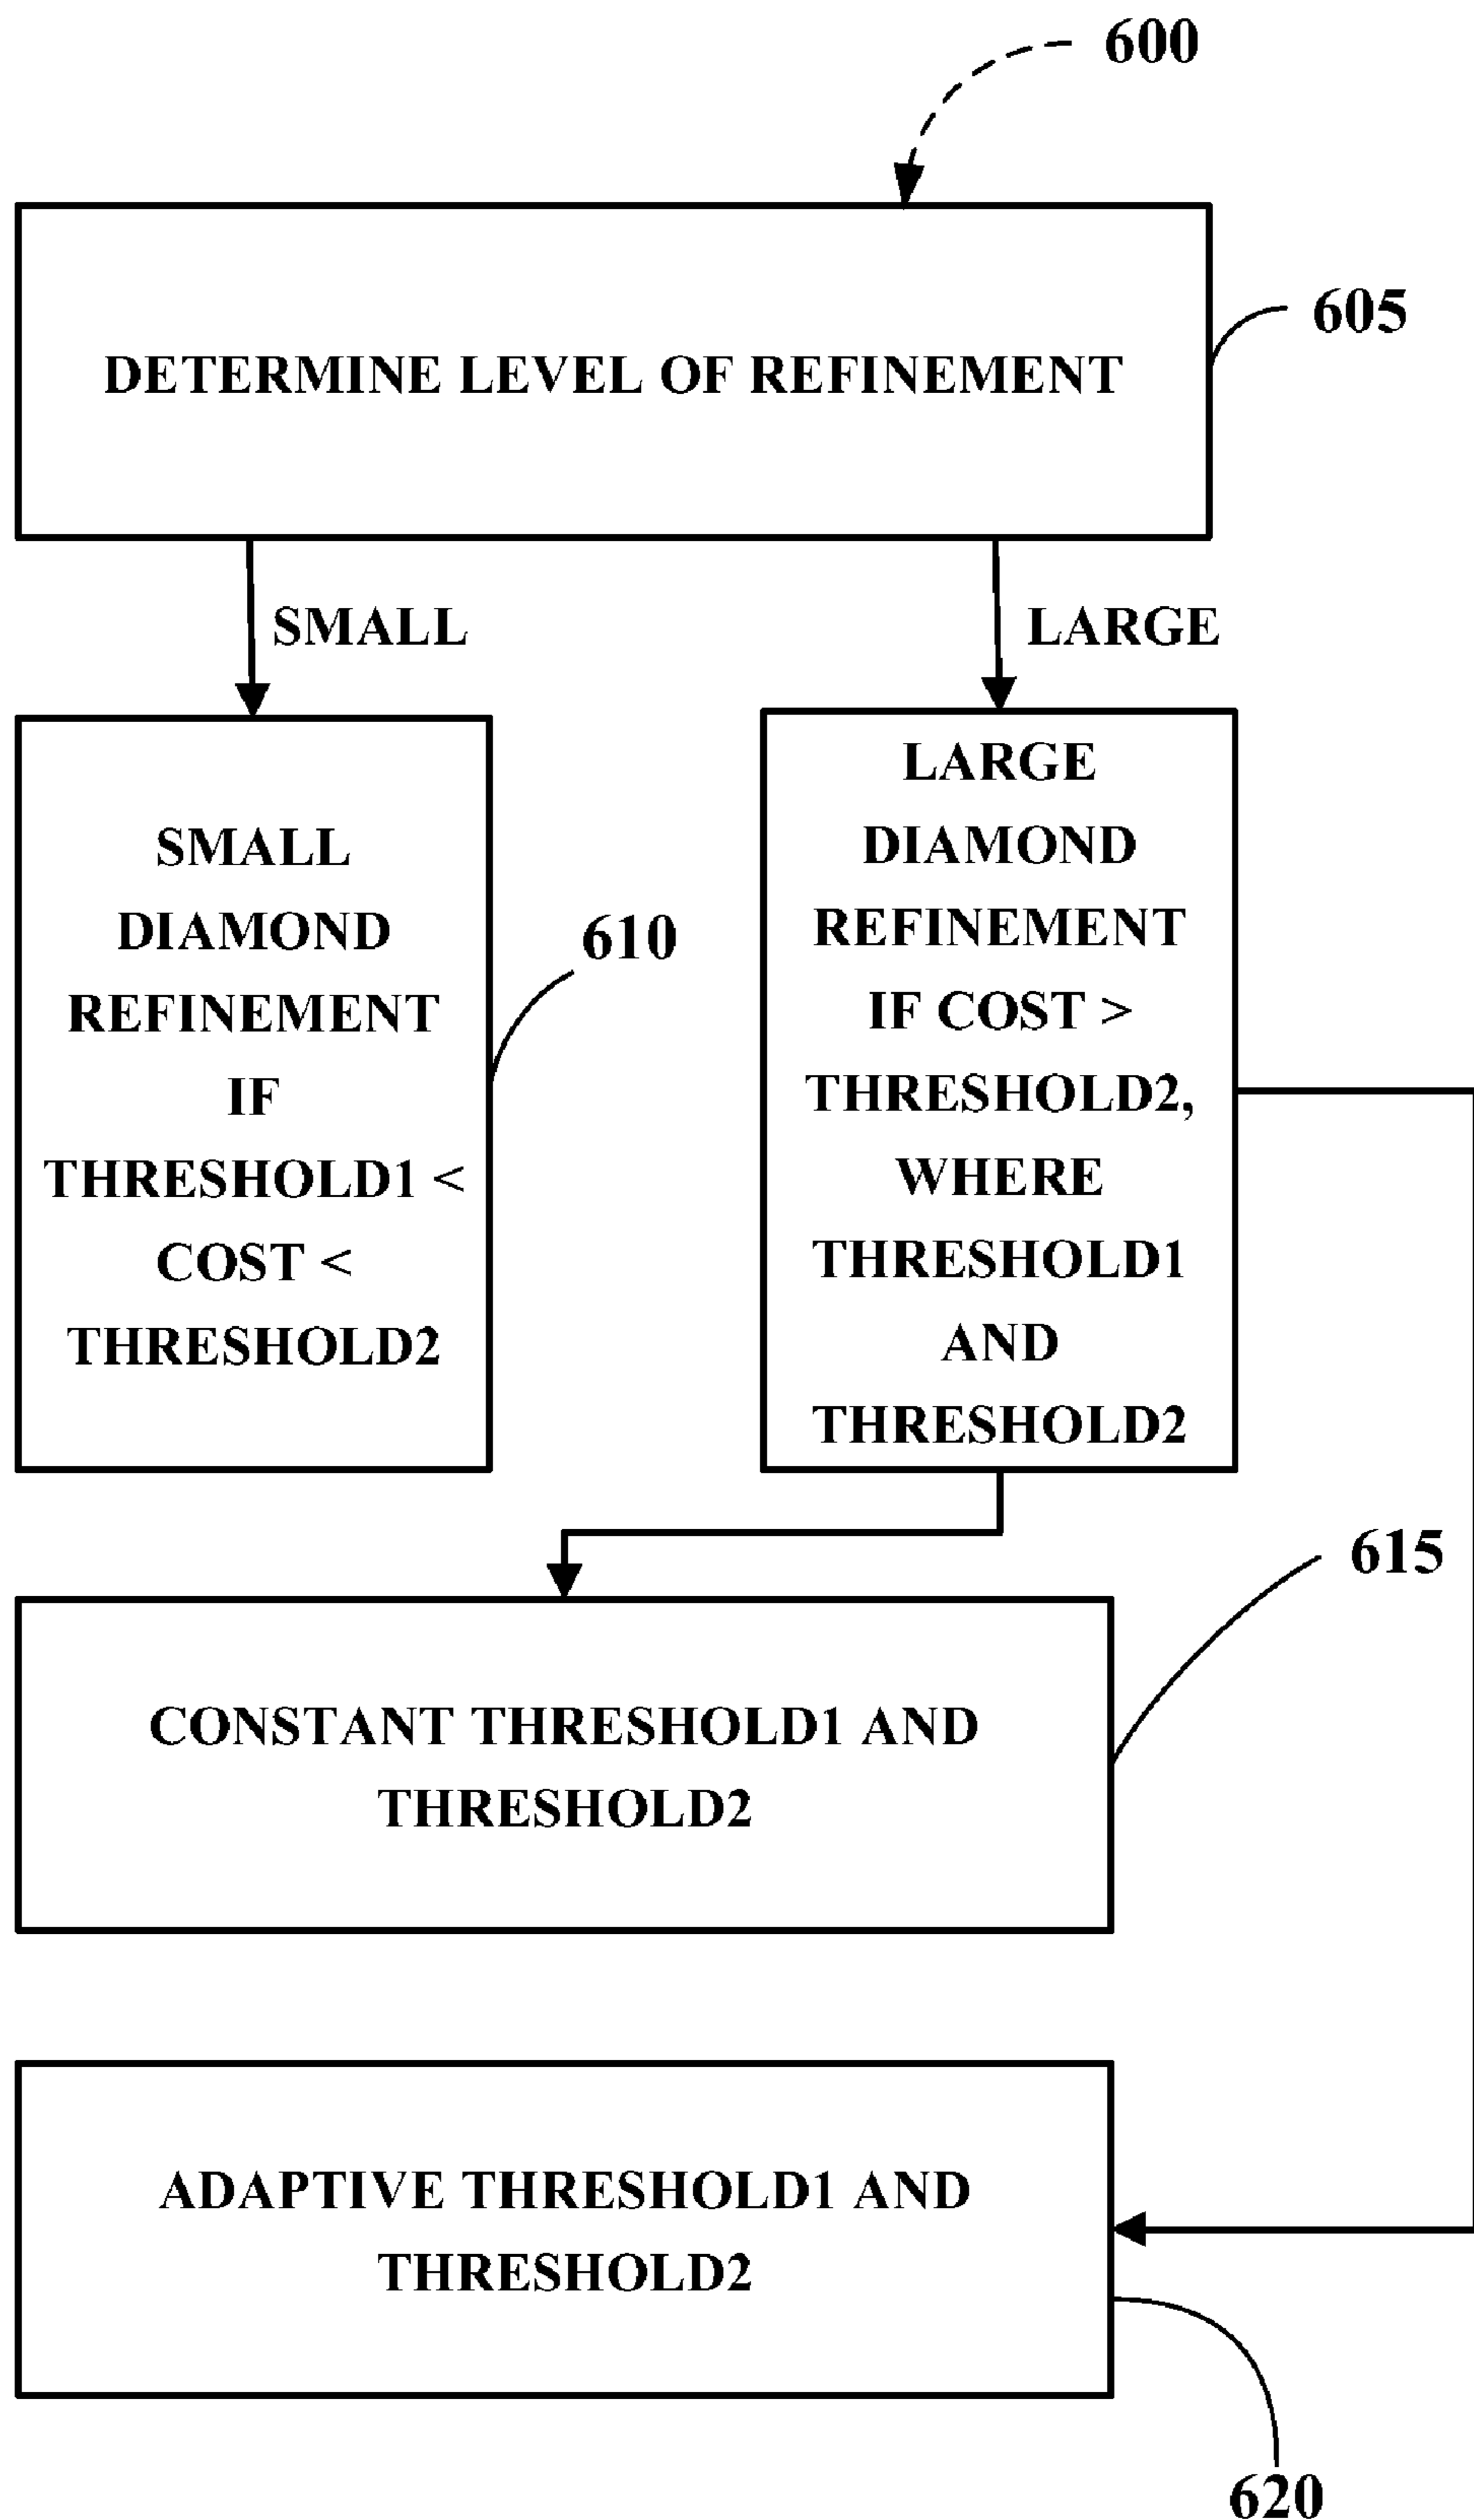 600
605
DETERMINE LEVEL OF REFINEMENT
SMALL
LARGE
SMALL
DIAMOND
REFINEMENT
IF
THRESHOLD1 <
COST <
THRESHOLD2
610
LARGE
DIAMOND
REFINEMENT
IF COST >
THRESHOLD2,
WHERE
THRESHOLD1
AND
THRESHOLD2
615
CONSTANT THRESHOLD1 AND
THRESHOLD2
ADAPTIVE THRESHOLD1 AND
THRESHOLD2
620